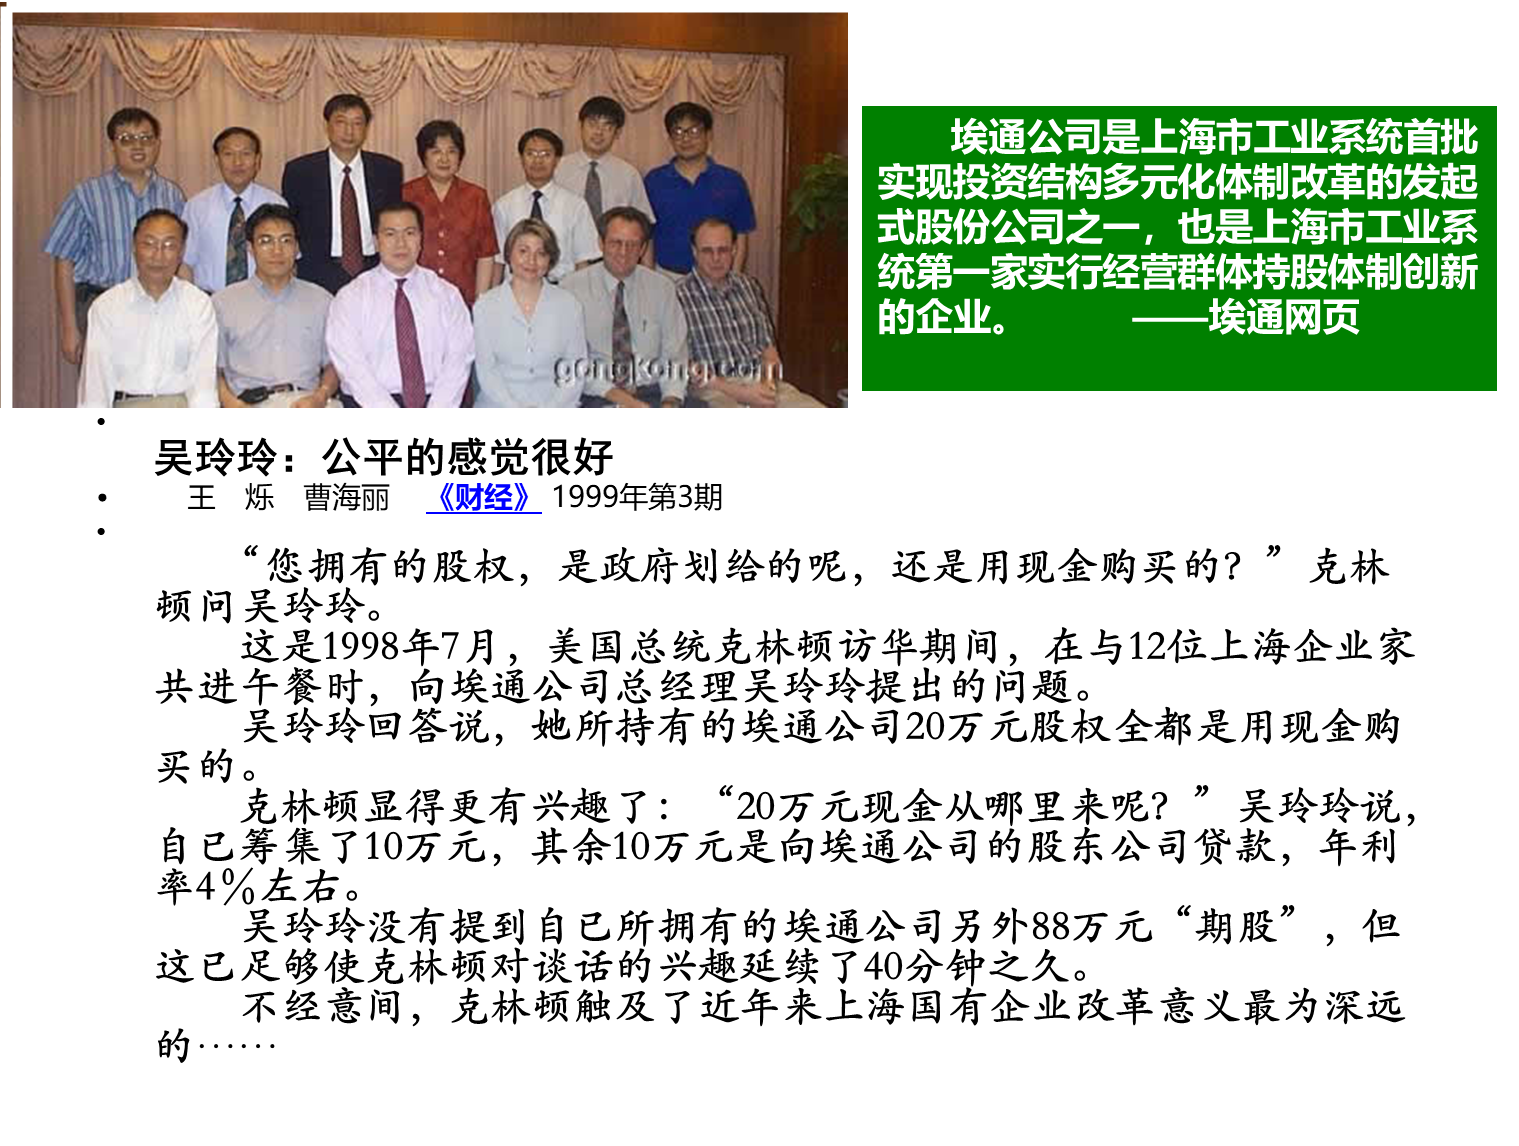 gongkong.com
埃通公司是上海市工业系统首批
实现投资结构多元化体制改革的发起
式股份公司之一，也是上海市工业系
统第一家实行经营群体持股体制创新
的企业。 ——埃通网页
吴玲玲：公平的感觉很好
王 烁 曹海丽 《财经》 1999年第3期
“您拥有的股权，是政府划给的呢，还是用现金购买的？”克林
顿问吴玲玲。
这是1998年7月，美国总统克林顿访华期间，在与12位上海企业家
共进午餐时，向埃通公司总经理吴玲玲提出的问题。
吴玲玲回答说，她所持有的埃通公司20万元股权全都是用现金购
买的。
克林顿显得更有兴趣了：“20万元现金从哪里来呢？”吴玲玲说，
自己筹集了10万元，其余10万元是向埃通公司的股东公司贷款，年利
率4％左右。
吴玲玲没有提到自己所拥有的埃通公司另外88万元“期股”，但
这已足够使克林顿对谈话的兴趣延续了40分钟之久。
不经意间，克林顿触及了近年来上海国有企业改革意义最为深远
的······